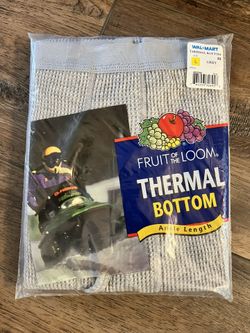 WAL-MART
FRUIT OF THE LOOM®
THERMAL
BOTTOM
Ankle Length